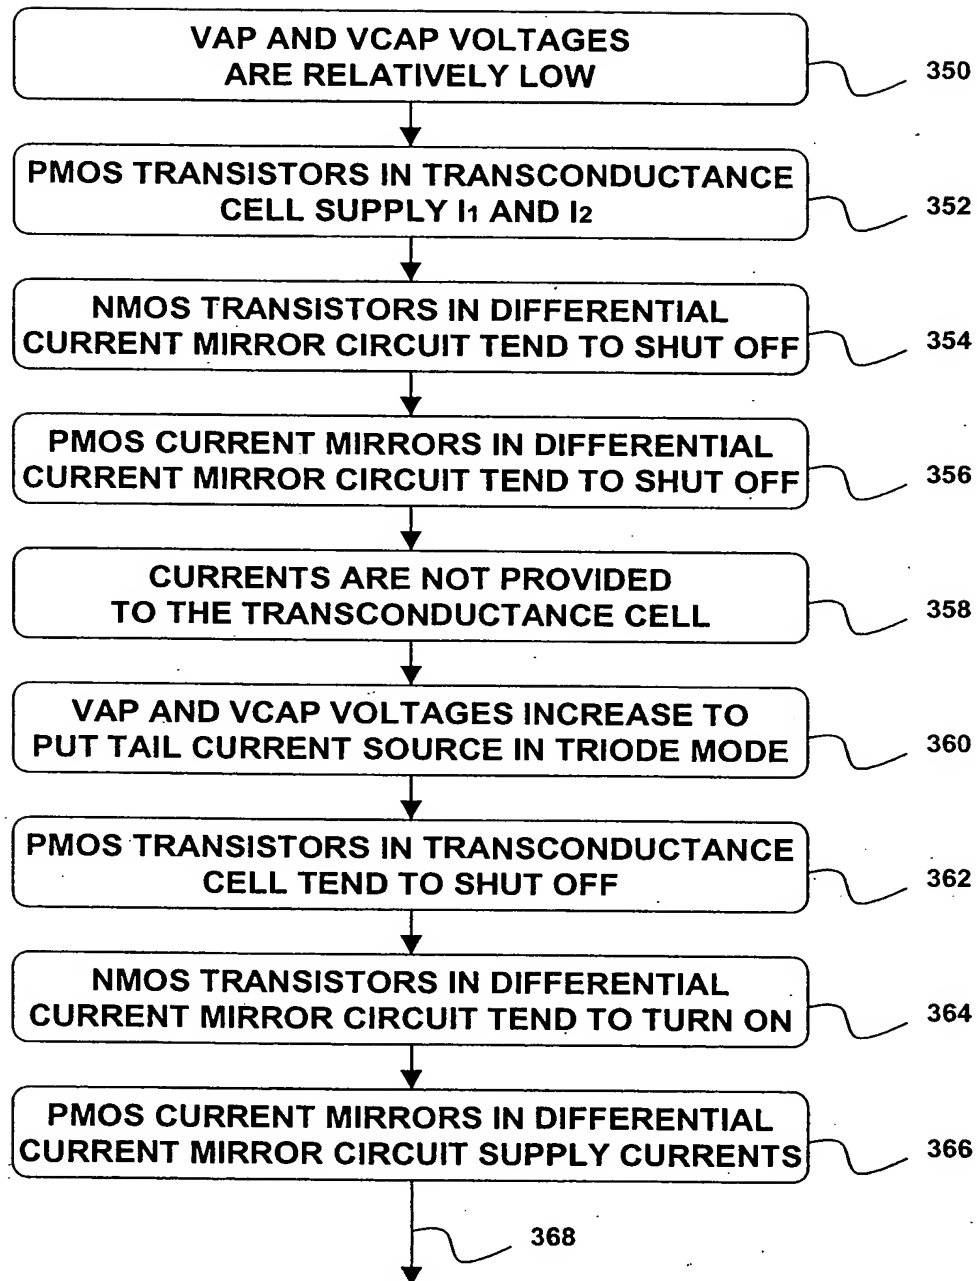 VAP AND VCAP VOLTAGES
ARE RELATIVELY LOW
350
PMOS TRANSISTORS IN TRANSCONDUCTANCE
CELL SUPPLY I1 AND I2
352
NMOS TRANSISTORS IN DIFFERENTIAL
CURRENT MIRROR CIRCUIT TEND TO SHUT OFF
354
PMOS CURRENT MIRRORS IN DIFFERENTIAL
CURRENT MIRROR CIRCUIT TEND TO SHUT OFF
356
CURRENTS ARE NOT PROVIDED
TO THE TRANSCONDUCTANCE CELL
358
VAP AND VCAP VOLTAGES INCREASE TO
PUT TAIL CURRENT SOURCE IN TRIODE MODE
360
PMOS TRANSISTORS IN TRANSCONDUCTANCE
CELL TEND TO SHUT OFF
362
NMOS TRANSISTORS IN DIFFERENTIAL
CURRENT MIRROR CIRCUIT TEND TO TURN ON
364
PMOS CURRENT MIRRORS IN DIFFERENTIAL
CURRENT MIRROR CIRCUIT SUPPLY CURRENTS
366
368